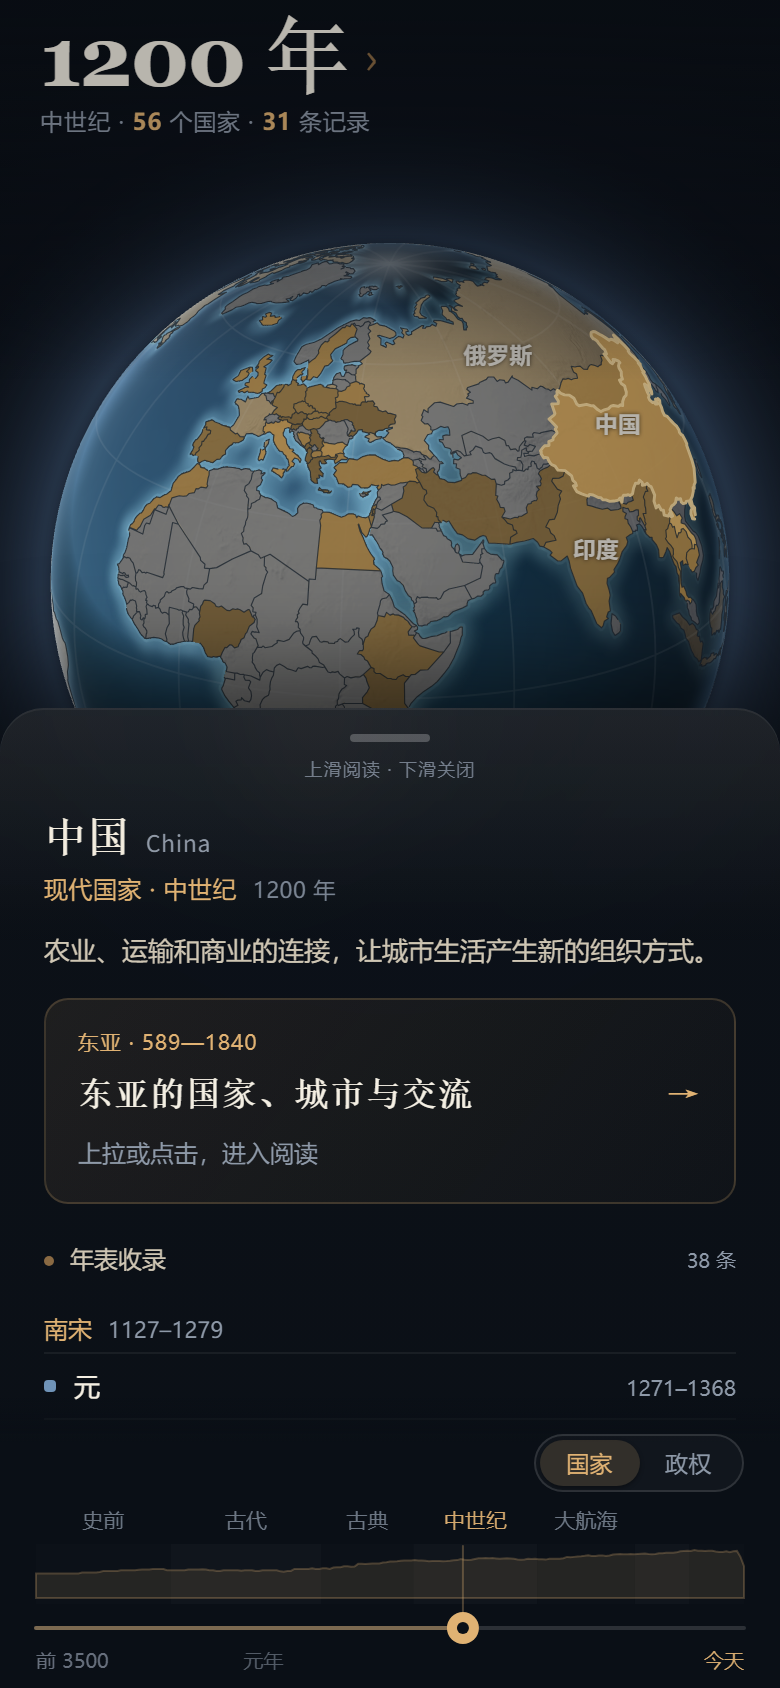 1200 年 ›
中世纪 · 56 个国家 · 31 条记录
俄罗斯
中国
印度
上滑阅读 · 下滑关闭
中国 China
现代国家 · 中世纪 1200 年
农业、运输和商业的连接，让城市生活产生新的组织方式。
东亚 · 589—1840
东亚的国家、城市与交流 →
上拉或点击，进入阅读
年表收录 38 条
南宋 1127–1279
元 1271–1368
国家 政权
史前 古代 古典 中世纪 大航海
前 3500 元年 今天